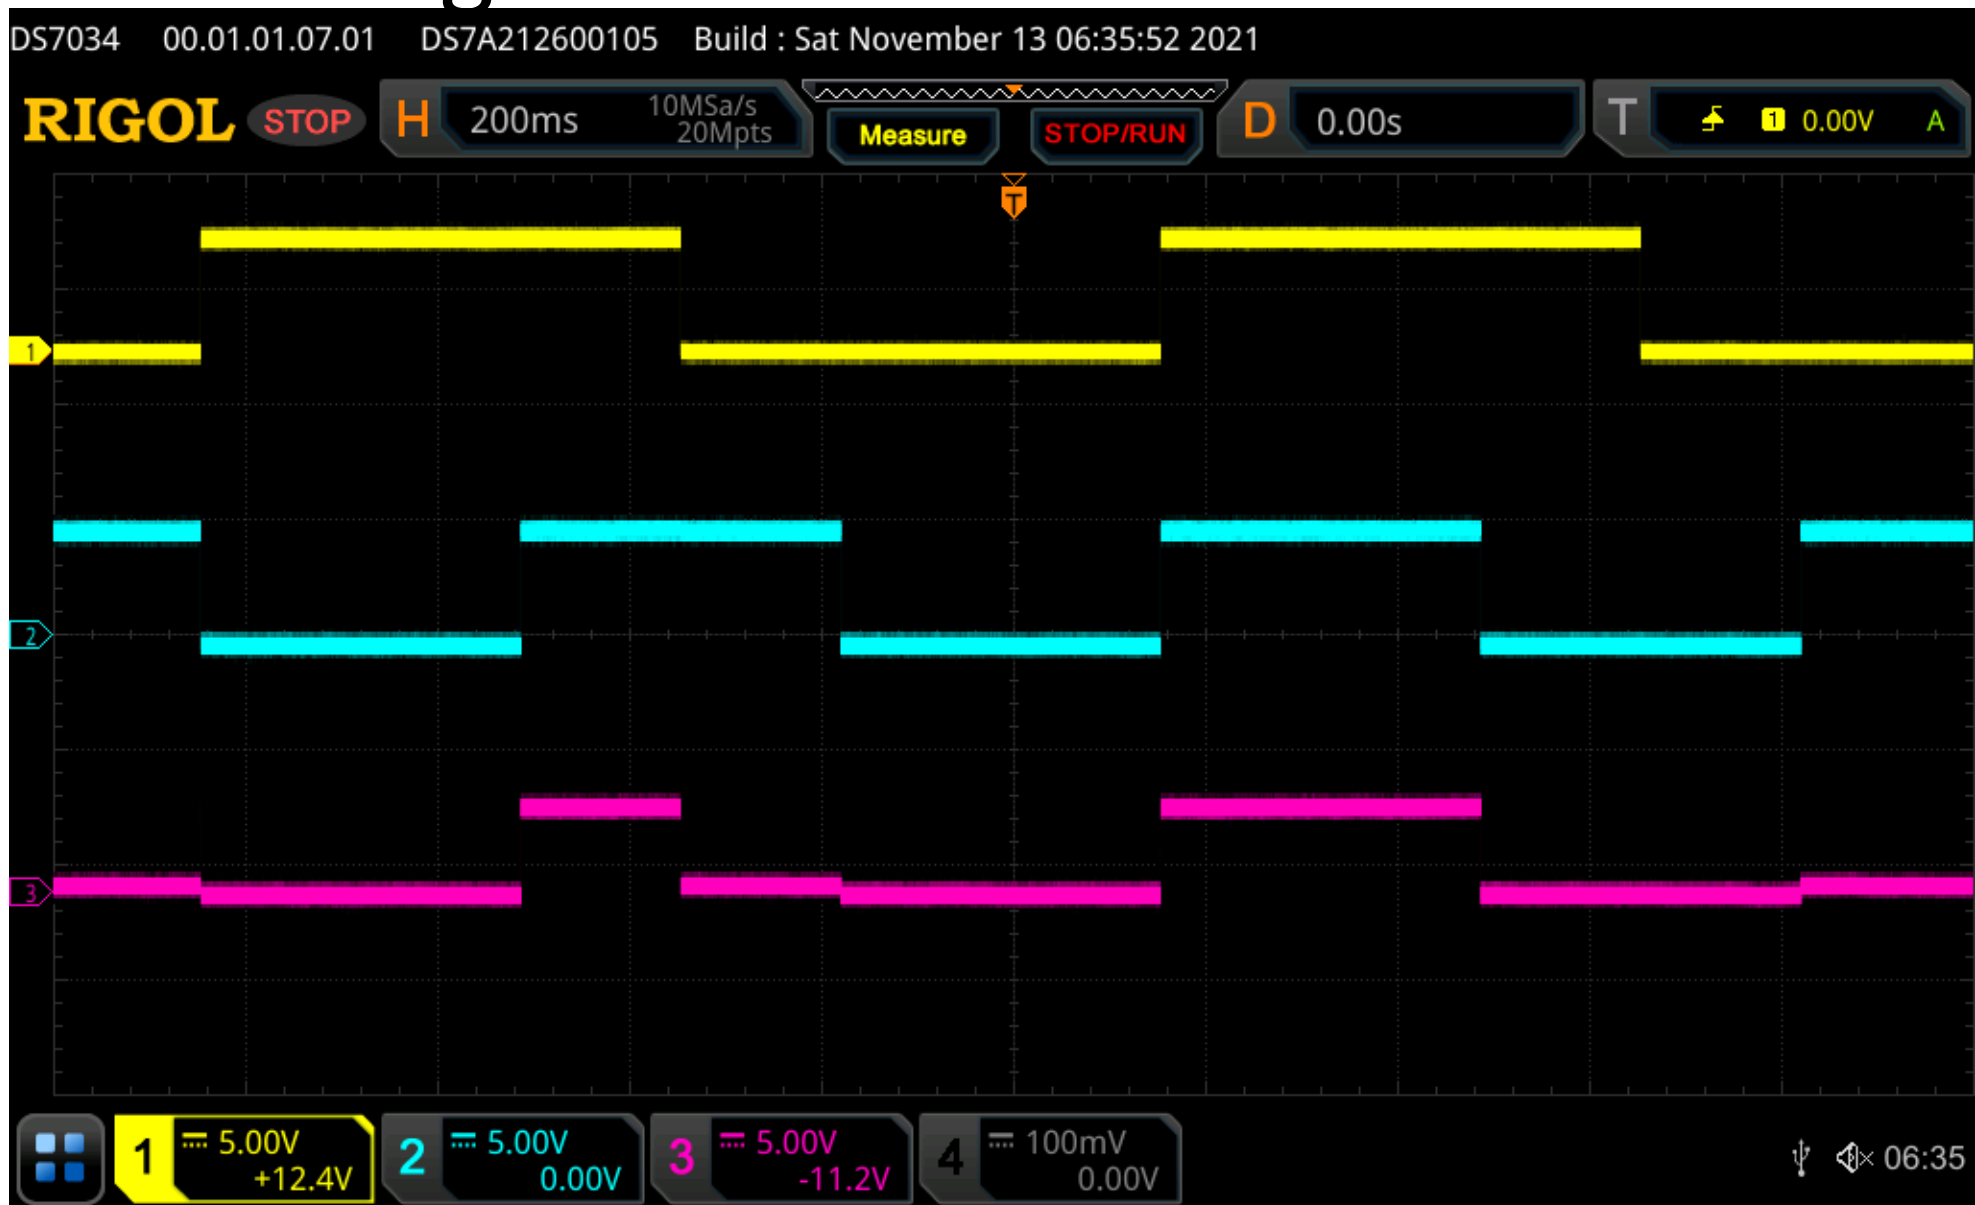 DS7034 00.01.01.07.01 DS7A212600105 Build : Sat November 13 06:35:52 2021
RIGOL STOP H 200ms 10MSa/s 20Mpts Measure STOP/RUN D 0.00s T 1 0.00V A
T
1
2
3
1 5.00V +12.4V 2 5.00V 0.00V 3 5.00V -11.2V 4 100mV 0.00V 06:35